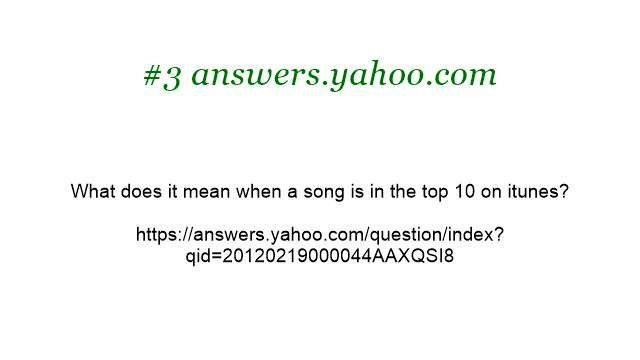 #3 answers.yahoo.com
What does it mean when a song is in the top 10 on itunes?
https://answers.yahoo.com/question/index?
qid=20120219000044AAXQSI8